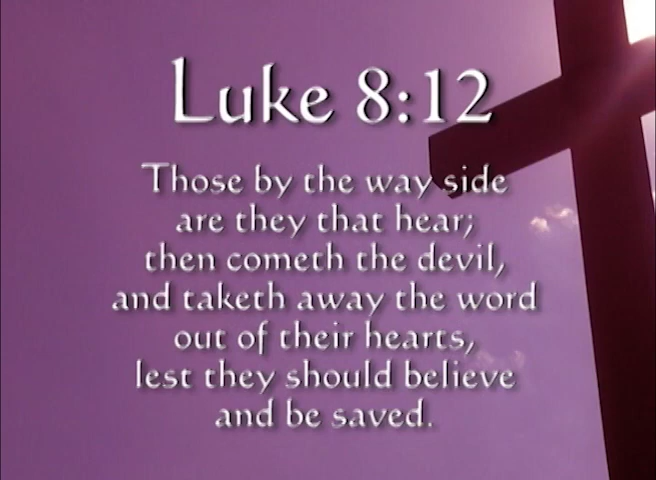 Luke 8:12
Those by the way side
are they that hear;
then cometh the devil,
and taketh away the word
out of their hearts,
lest they should believe
and be saved.